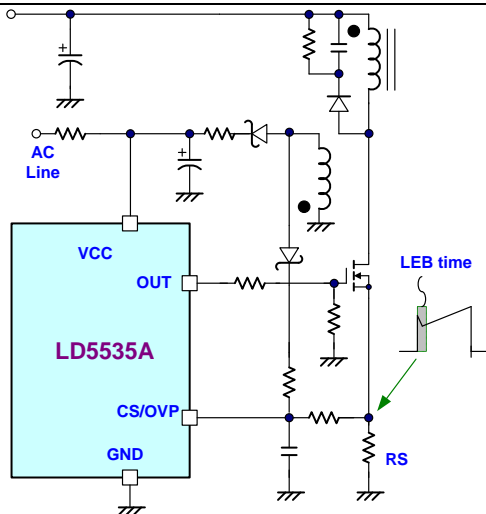 AC
Line
VCC
LEB time
OUT
LD5535A
CS/OVP
GND
RS